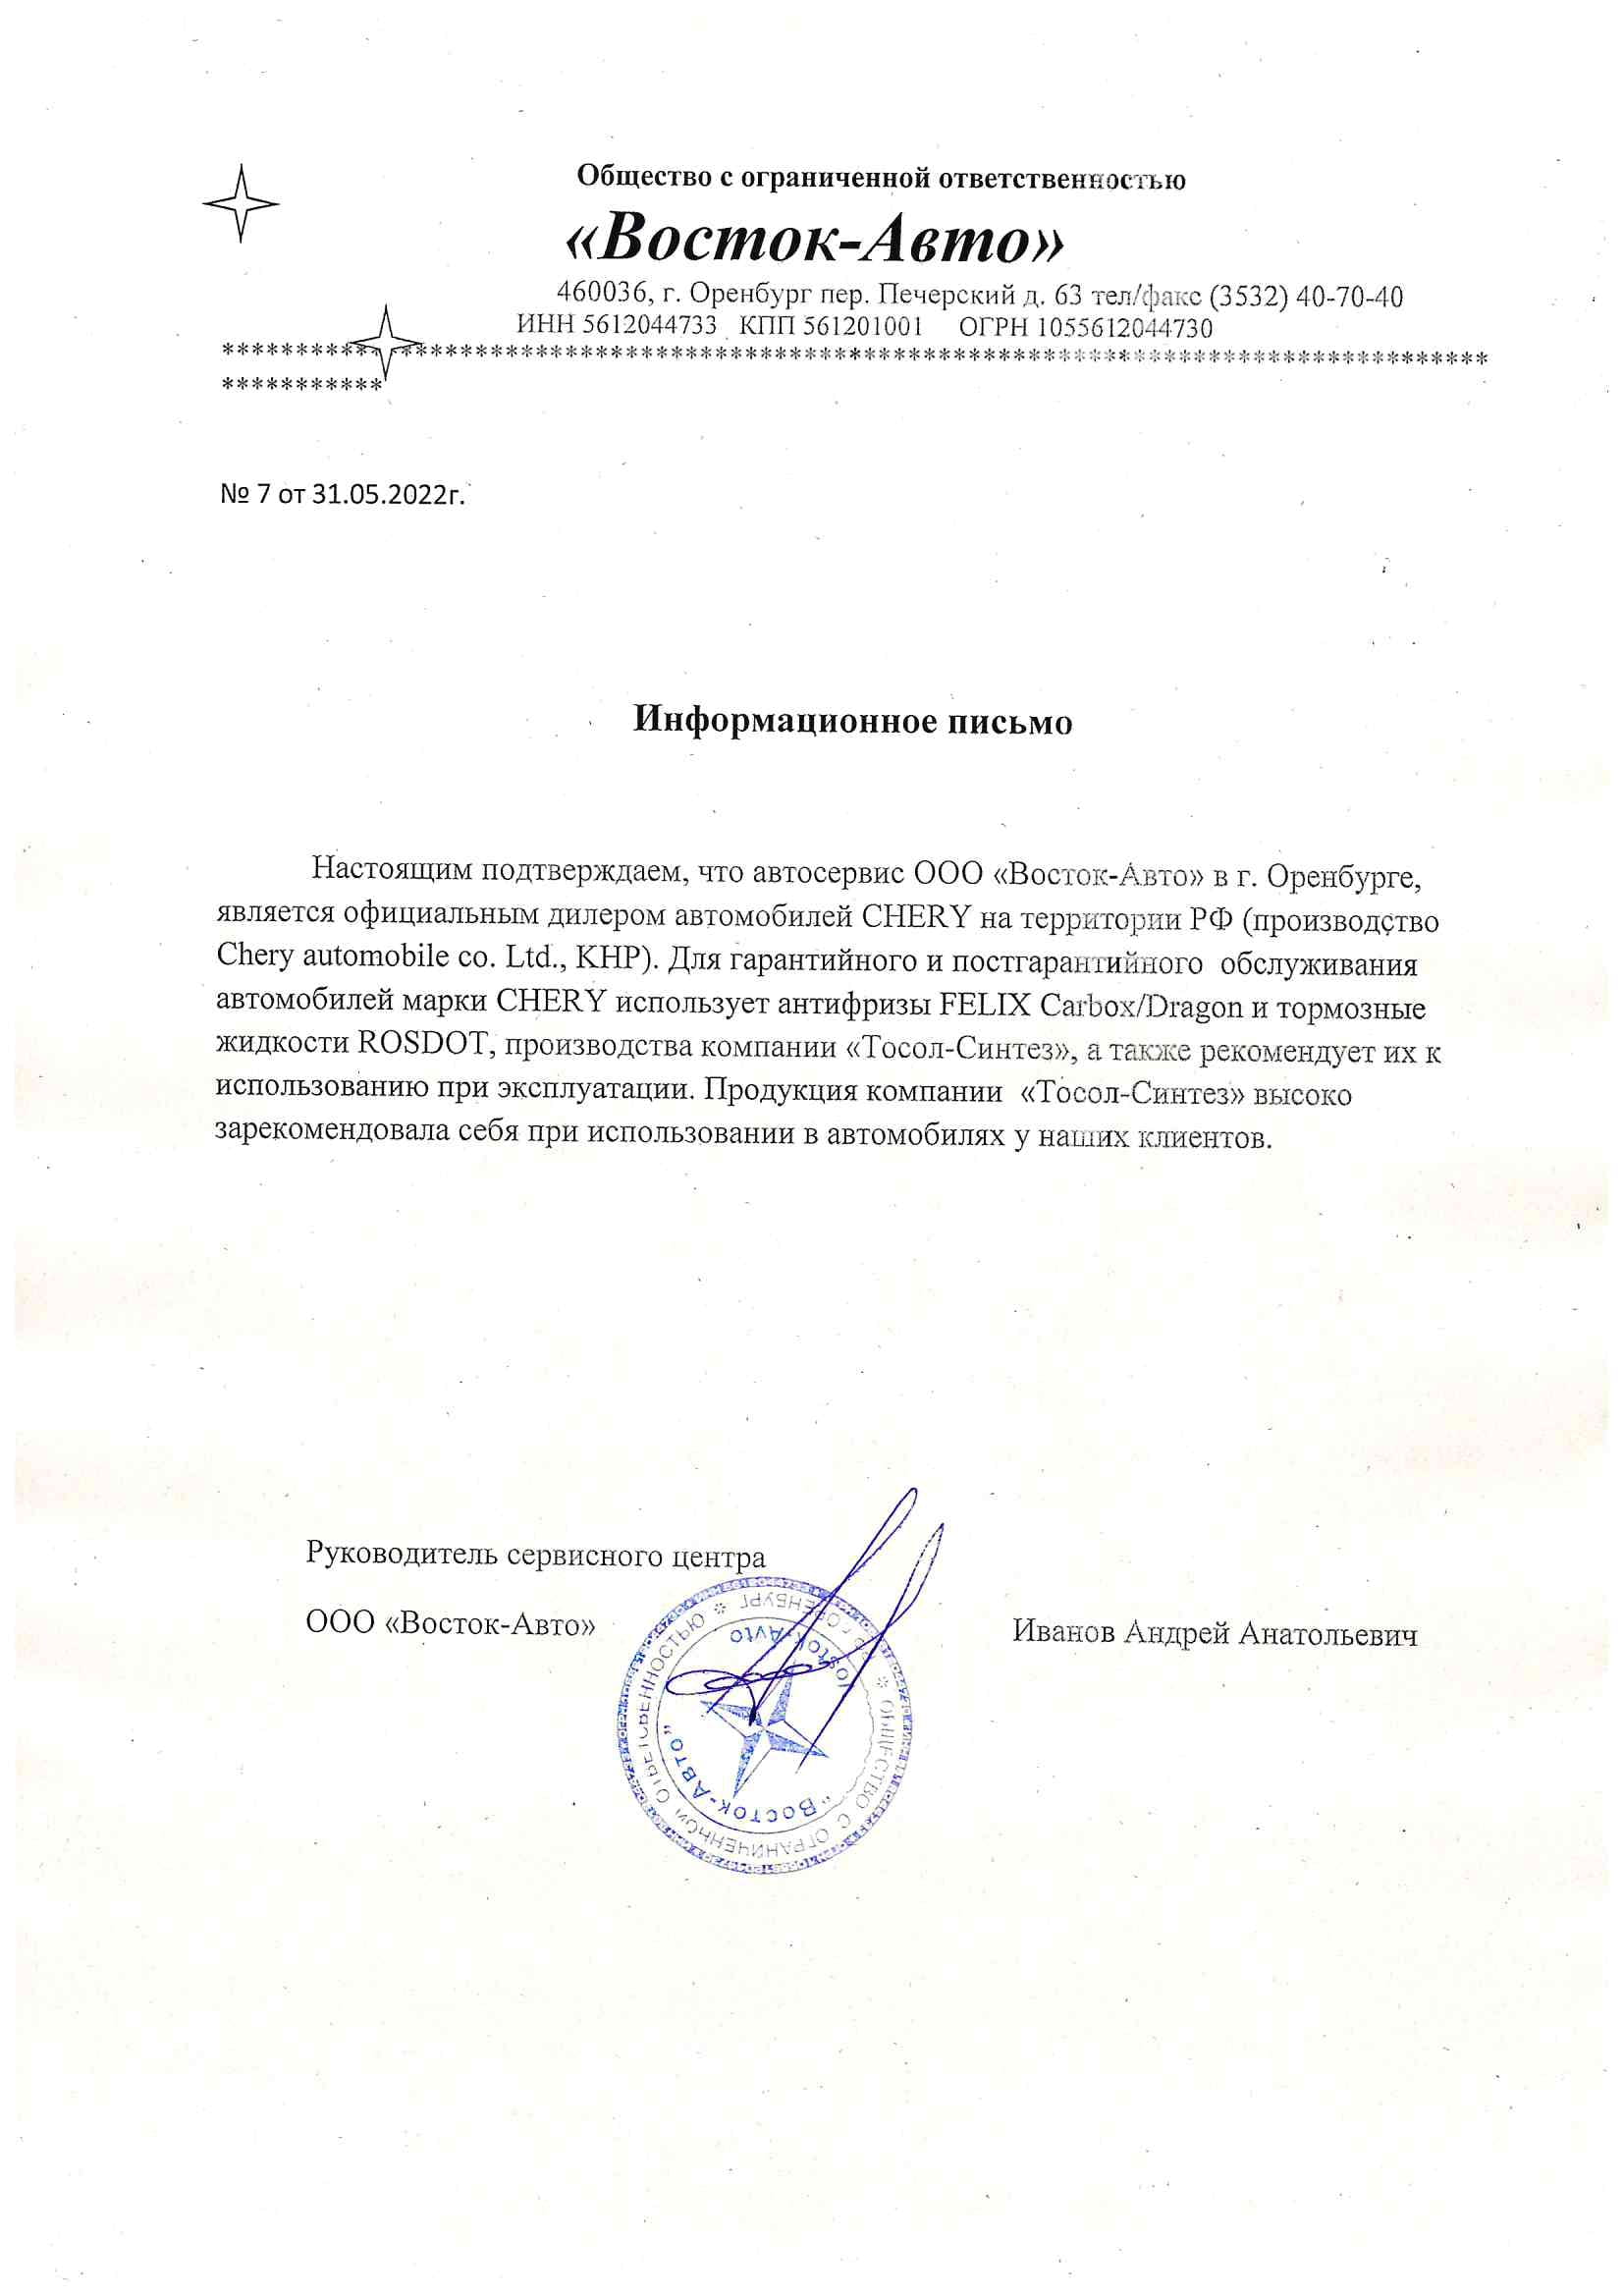 Общество с ограниченной ответственностью
«Восток-Авто»
460036, г. Оренбург пер. Печерский д. 63 тел/факс (3532) 40-70-40
ИНН 5612044733 КПП 561201001 ОГРН 1055612044730
**************************************************************************************
***********
№ 7 от 31.05.2022г.
Информационное письмо
Настоящим подтверждаем, что автосервис ООО «Восток-Авто» в г. Оренбурге,
является официальным дилером автомобилей CHERY на территории РФ (производство
Chery automobile co. Ltd., КНР). Для гарантийного и постгарантийного обслуживания
автомобилей марки CHERY использует антифризы FELIX Carbox/Dragon и тормозные
жидкости ROSDOT, производства компании «Тосол-Синтез», а также рекомендует их к
использованию при эксплуатации. Продукция компании «Тосол-Синтез» высоко
зарекомендовала себя при использовании в автомобилях у наших клиентов.
Руководитель сервисного центра
ООО «Восток-Авто»
Иванов Андрей Анатольевич
ОБЩЕСТВО С ОГРАНИЧЕННОЙ ОТВЕТСТВЕННОСТЬЮ
"Восток-Авто"